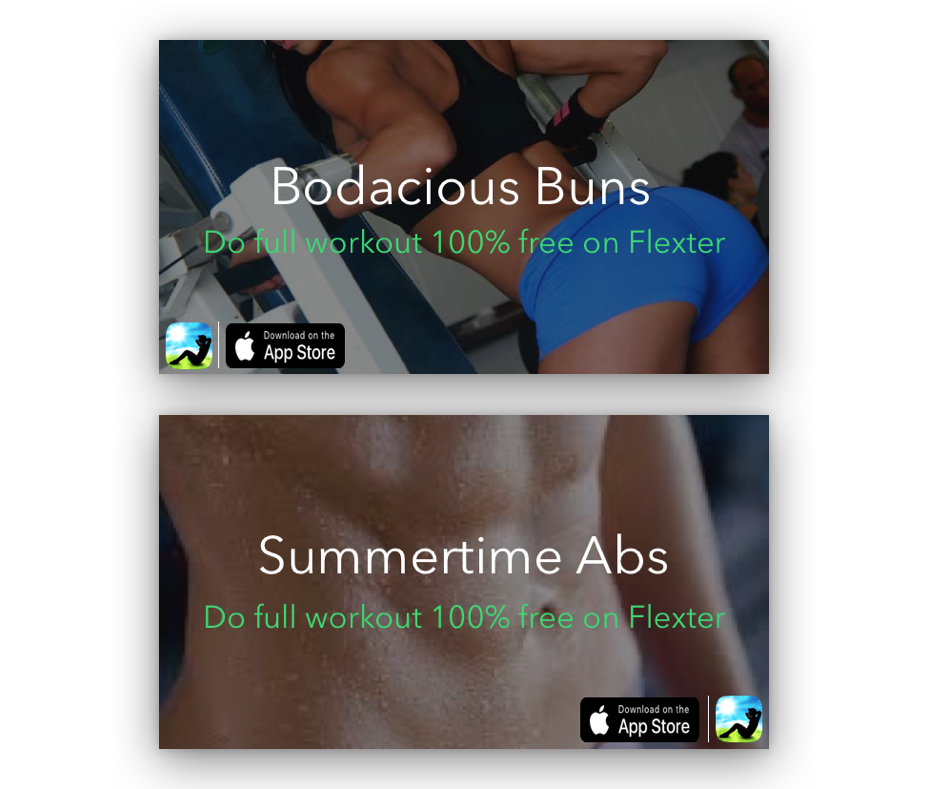 Bodacious Buns
Do full workout 100% free on Flexter
Download on the
App Store
Summertime Abs
Do full workout 100% free on Flexter
Download on the
App Store